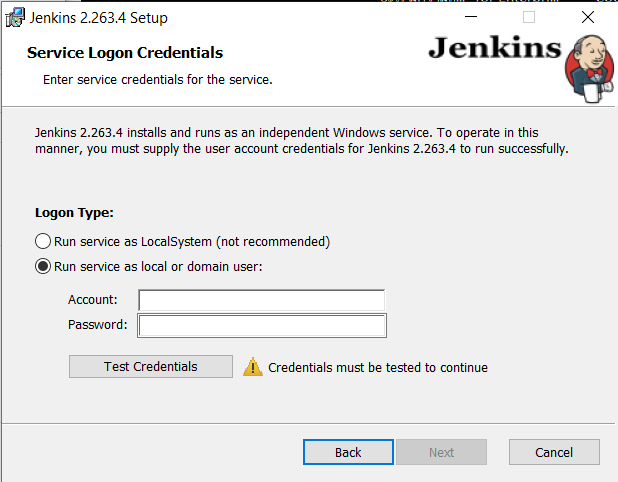 Jenkins 2.263.4 Setup
Service Logon Credentials
Jenkins
Enter service credentials for the service.
Jenkins 2.263.4 installs and runs as an independent Windows service. To operate in this
manner, you must supply the user account credentials for Jenkins 2.263.4 to run successfully.
Logon Type:
Run service as LocalSystem (not recommended)
Run service as local or domain user:
Account:
Password:
Test Credentials
Credentials must be tested to continue
Back
Next
Cancel